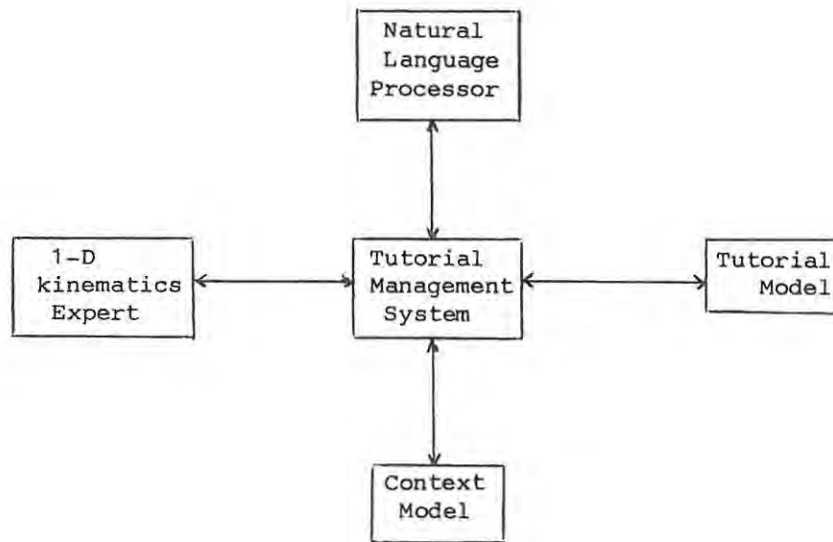 Natural
Language
Processor
1-D
kinematics
Expert
Tutorial
Management
System
Tutorial
Model
Context
Model